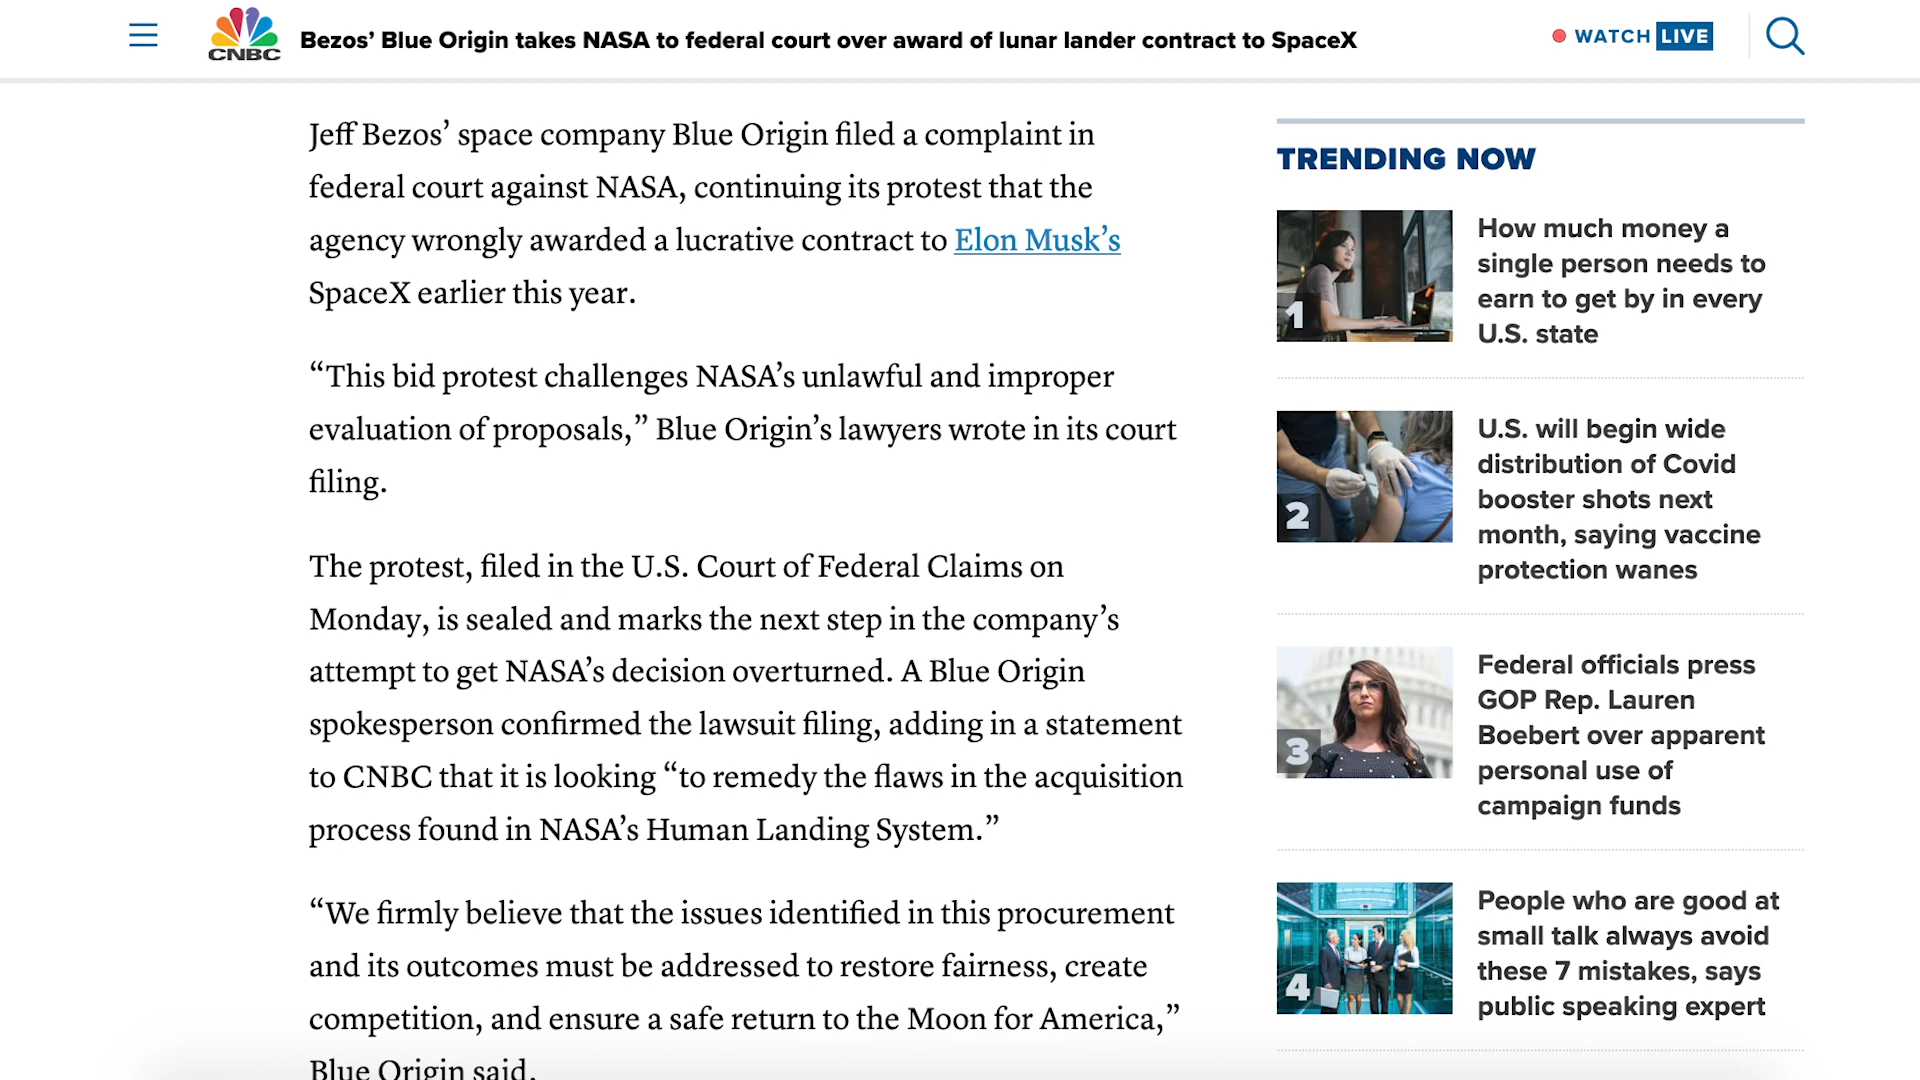 CNBC
Bezos’ Blue Origin takes NASA to federal court over award of lunar lander contract to SpaceX
WATCH LIVE
Jeff Bezos’ space company Blue Origin filed a complaint in
federal court against NASA, continuing its protest that the
agency wrongly awarded a lucrative contract to Elon Musk’s
SpaceX earlier this year.
“This bid protest challenges NASA’s unlawful and improper
evaluation of proposals,” Blue Origin’s lawyers wrote in its court
filing.
The protest, filed in the U.S. Court of Federal Claims on
Monday, is sealed and marks the next step in the company’s
attempt to get NASA’s decision overturned. A Blue Origin
spokesperson confirmed the lawsuit filing, adding in a statement
to CNBC that it is looking “to remedy the flaws in the acquisition
process found in NASA’s Human Landing System.”
“We firmly believe that the issues identified in this procurement
and its outcomes must be addressed to restore fairness, create
competition, and ensure a safe return to the Moon for America,”
Blue Origin said.
TRENDING NOW
1
How much money a
single person needs to
earn to get by in every
U.S. state
2
U.S. will begin wide
distribution of Covid
booster shots next
month, saying vaccine
protection wanes
3
Federal officials press
GOP Rep. Lauren
Boebert over apparent
personal use of
campaign funds
4
People who are good at
small talk always avoid
these 7 mistakes, says
public speaking expert